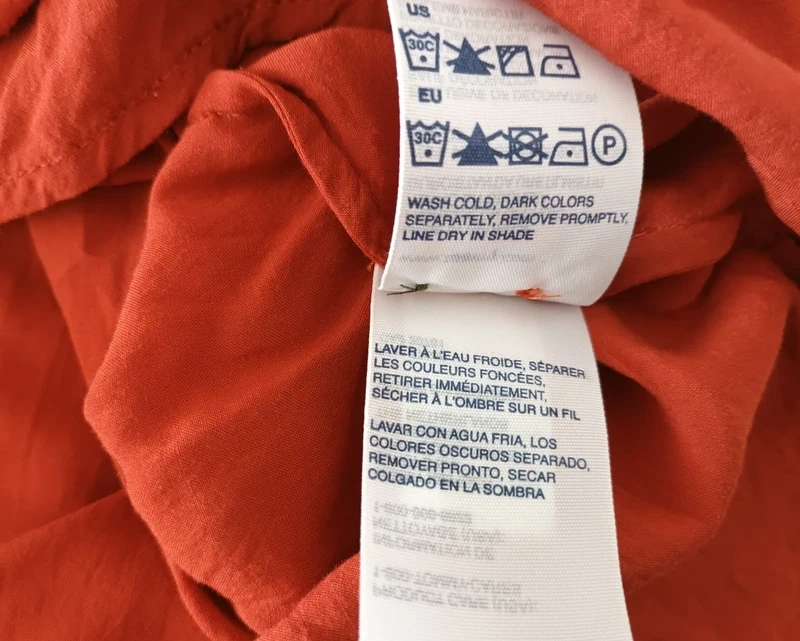 US
30C
EU
30C
P
WASH COLD, DARK COLORS
SEPARATELY, REMOVE PROMPTLY,
LINE DRY IN SHADE
LAVER À L'EAU FROIDE, SÉPARER
LES COULEURS FONCÉES,
RETIRER IMMÉDIATEMENT,
SÉCHER À L'OMBRE SUR UN FIL
LAVAR CON AGUA FRIA, LOS
COLORES OSCUROS SEPARADO,
REMOVER PRONTO, SECAR
COLGADO EN LA SOMBRA